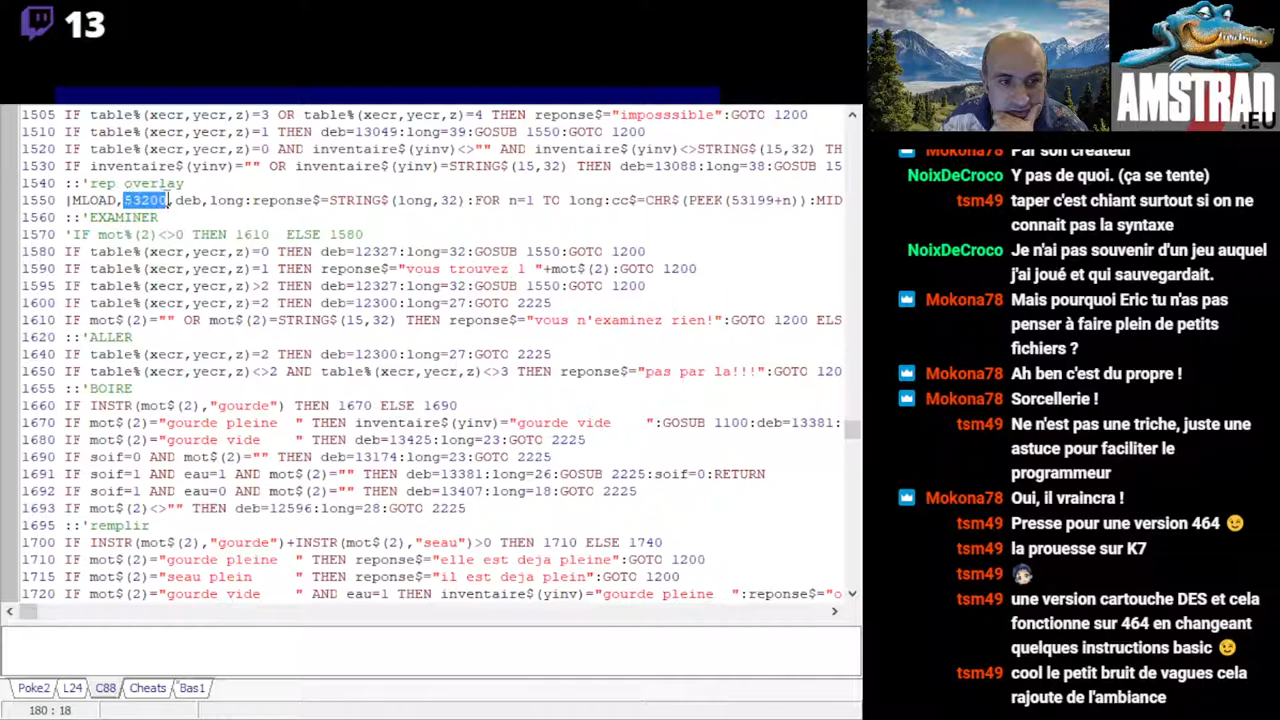 13
AMSTRAD
.EU
1505 IF table%(xecr,yecr,z)=3 OR table%(xecr,yecr,z)=4 THEN reponse$="imposssible":GOTO 1200
1510 IF table%(xecr,yecr,z)=1 THEN deb=13049:long=39:GOSUB 1550:GOTO 1200
1520 IF table%(xecr,yecr,z)=0 AND inventaire$(yinv)<>"" AND inventaire$(yinv)<>STRING$(15,32) TH
1530 IF inventaire$(yinv)="" OR inventaire$(yinv)=STRING$(15,32) THEN deb=13088:long=38:GOSUB 15
1540 ::'rep overlay
1550 |MLOAD,53200,deb,long:reponse$=STRING$(long,32):FOR n=1 TO long:cc$=CHR$(PEEK(53199+n)):MID
1560 ::'EXAMINER
1570 'IF mot%(2)<>0 THEN 1610  ELSE 1580
1580 IF table%(xecr,yecr,z)=0 THEN deb=12327:long=32:GOSUB 1550:GOTO 1200
1590 IF table%(xecr,yecr,z)=1 THEN reponse$="vous trouvez l "+mot$(2):GOTO 1200
1595 IF table%(xecr,yecr,z)>2 THEN deb=12327:long=32:GOSUB 1550:GOTO 1200
1600 IF table%(xecr,yecr,z)=2 THEN deb=12300:long=27:GOTO 2225
1610 IF mot$(2)="" OR mot$(2)=STRING$(15,32) THEN reponse$="vous n'examinez rien!":GOTO 1200 ELS
1620 ::'ALLER
1640 IF table%(xecr,yecr,z)=2 THEN deb=12300:long=27:GOTO 2225
1650 IF table%(xecr,yecr,z)<>2 AND table%(xecr,yecr,z)<>3 THEN reponse$="pas par la!!!":GOTO 120
1655 ::'BOIRE
1660 IF INSTR(mot$(2),"gourde") THEN 1670 ELSE 1690
1670 IF mot$(2)="gourde pleine  " THEN inventaire$(yinv)="gourde vide    ":GOSUB 1100:deb=13381:
1680 IF mot$(2)="gourde vide    " THEN deb=13425:long=23:GOTO 2225
1690 IF soif=0 AND mot$(2)="" THEN deb=13174:long=23:GOTO 2225
1691 IF soif=1 AND eau=1 AND mot$(2)="" THEN deb=13381:long=26:GOSUB 2225:soif=0:RETURN
1692 IF soif=1 AND eau=0 AND mot$(2)="" THEN deb=13407:long=18:GOTO 2225
1693 IF mot$(2)<>"" THEN deb=12596:long=28:GOTO 2225
1695 ::'remplir
1700 IF INSTR(mot$(2),"gourde")+INSTR(mot$(2),"seau")>0 THEN 1710 ELSE 1740
1710 IF mot$(2)="gourde pleine  " THEN reponse$="elle est deja pleine":GOTO 1200
1715 IF mot$(2)="seau plein     " THEN reponse$="il est deja plein":GOTO 1200
1720 IF mot$(2)="gourde vide    " AND eau=1 THEN inventaire$(yinv)="gourde pleine  ":reponse$="o
Poke2 L24 C88 Cheats Bas1
180 : 18
Mokona78 Par son createur
NoixDeCroco Y pas de quoi. (ça se tente)
tsm49 taper c'est chiant surtout si on ne
connait pas la syntaxe
NoixDeCroco Je n'ai pas souvenir d'un jeu auquel
j'ai joué et qui sauvegardait.
Mokona78 Mais pourquoi Eric tu n'as pas
penser à faire plein de petits
fichiers ?
Mokona78 Ah ben c'est du propre !
Mokona78 Sorcellerie !
tsm49 Ne n'est pas une triche, juste une
astuce pour faciliter le
programmeur
Mokona78 Oui, il vraincra !
tsm49 Presse pour une version 464 😉
tsm49 la prouesse sur K7
tsm49
tsm49 une version cartouche DES et cela
fonctionne sur 464 en changeant
quelques instructions basic 😉
tsm49 cool le petit bruit de vagues cela
rajoute de l'ambiance